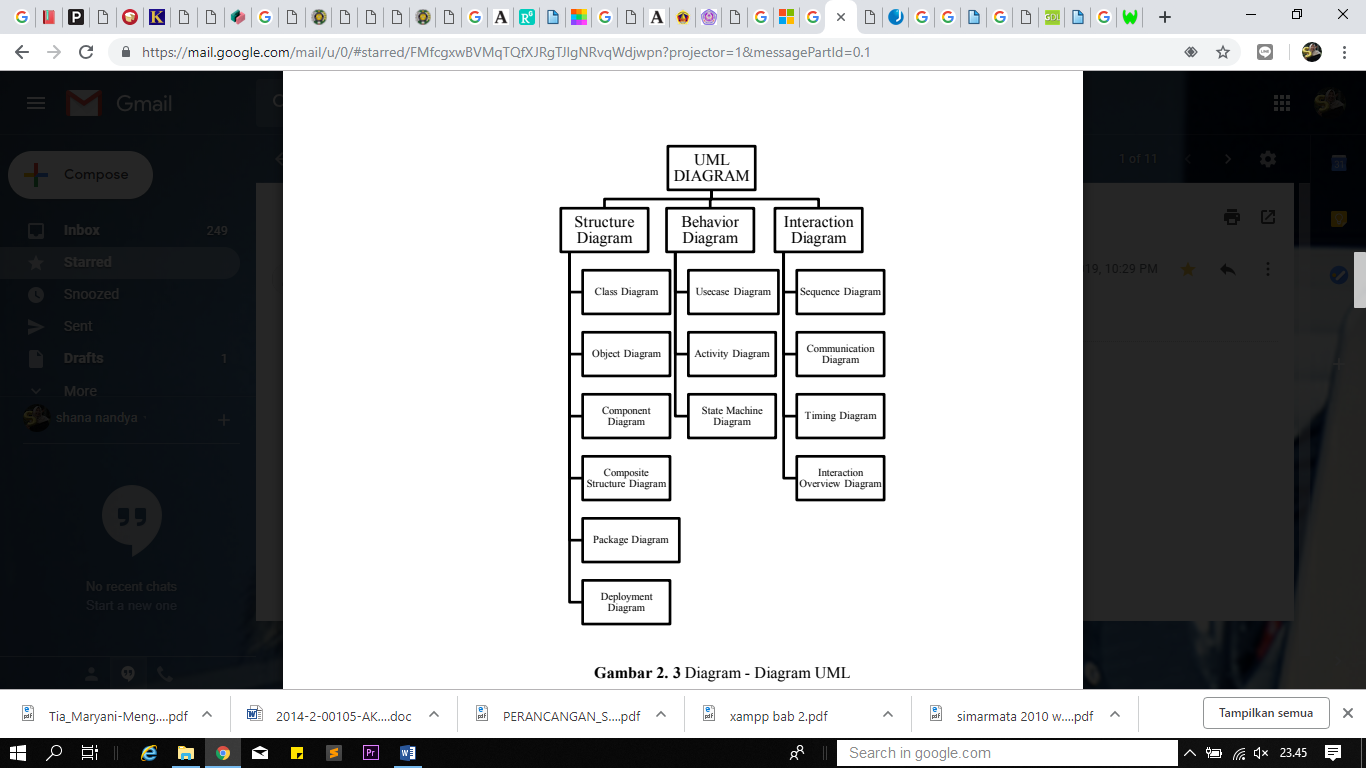 https://mail.google.com/mail/u/0/#starred/FMfcgxwBVMqTQfXJRgTJIgNRvqWdjwpn?projector=1&messagePartId=0.1
Gmail
1 of 11
Compose
Inbox 249
Starred
Snoozed
Sent
Drafts 1
More
shana nandya
No recent chats
Start a new one
19, 10:29 PM
UML
DIAGRAM
Structure
Diagram
Behavior
Diagram
Interaction
Diagram
Class Diagram
Object Diagram
Component
Diagram
Composite
Structure Diagram
Package Diagram
Deployment
Diagram
Usecase Diagram
Activity Diagram
State Machine
Diagram
Sequence Diagram
Communication
Diagram
Timing Diagram
Interaction
Overview Diagram
Gambar 2. 3 Diagram - Diagram UML
Tia_Maryani-Meng....pdf
2014-2-00105-AK....doc
PERANCANGAN_S....pdf
xampp bab 2.pdf
simarmata 2010 w....pdf
Tampilkan semua
Search in google.com
23.45